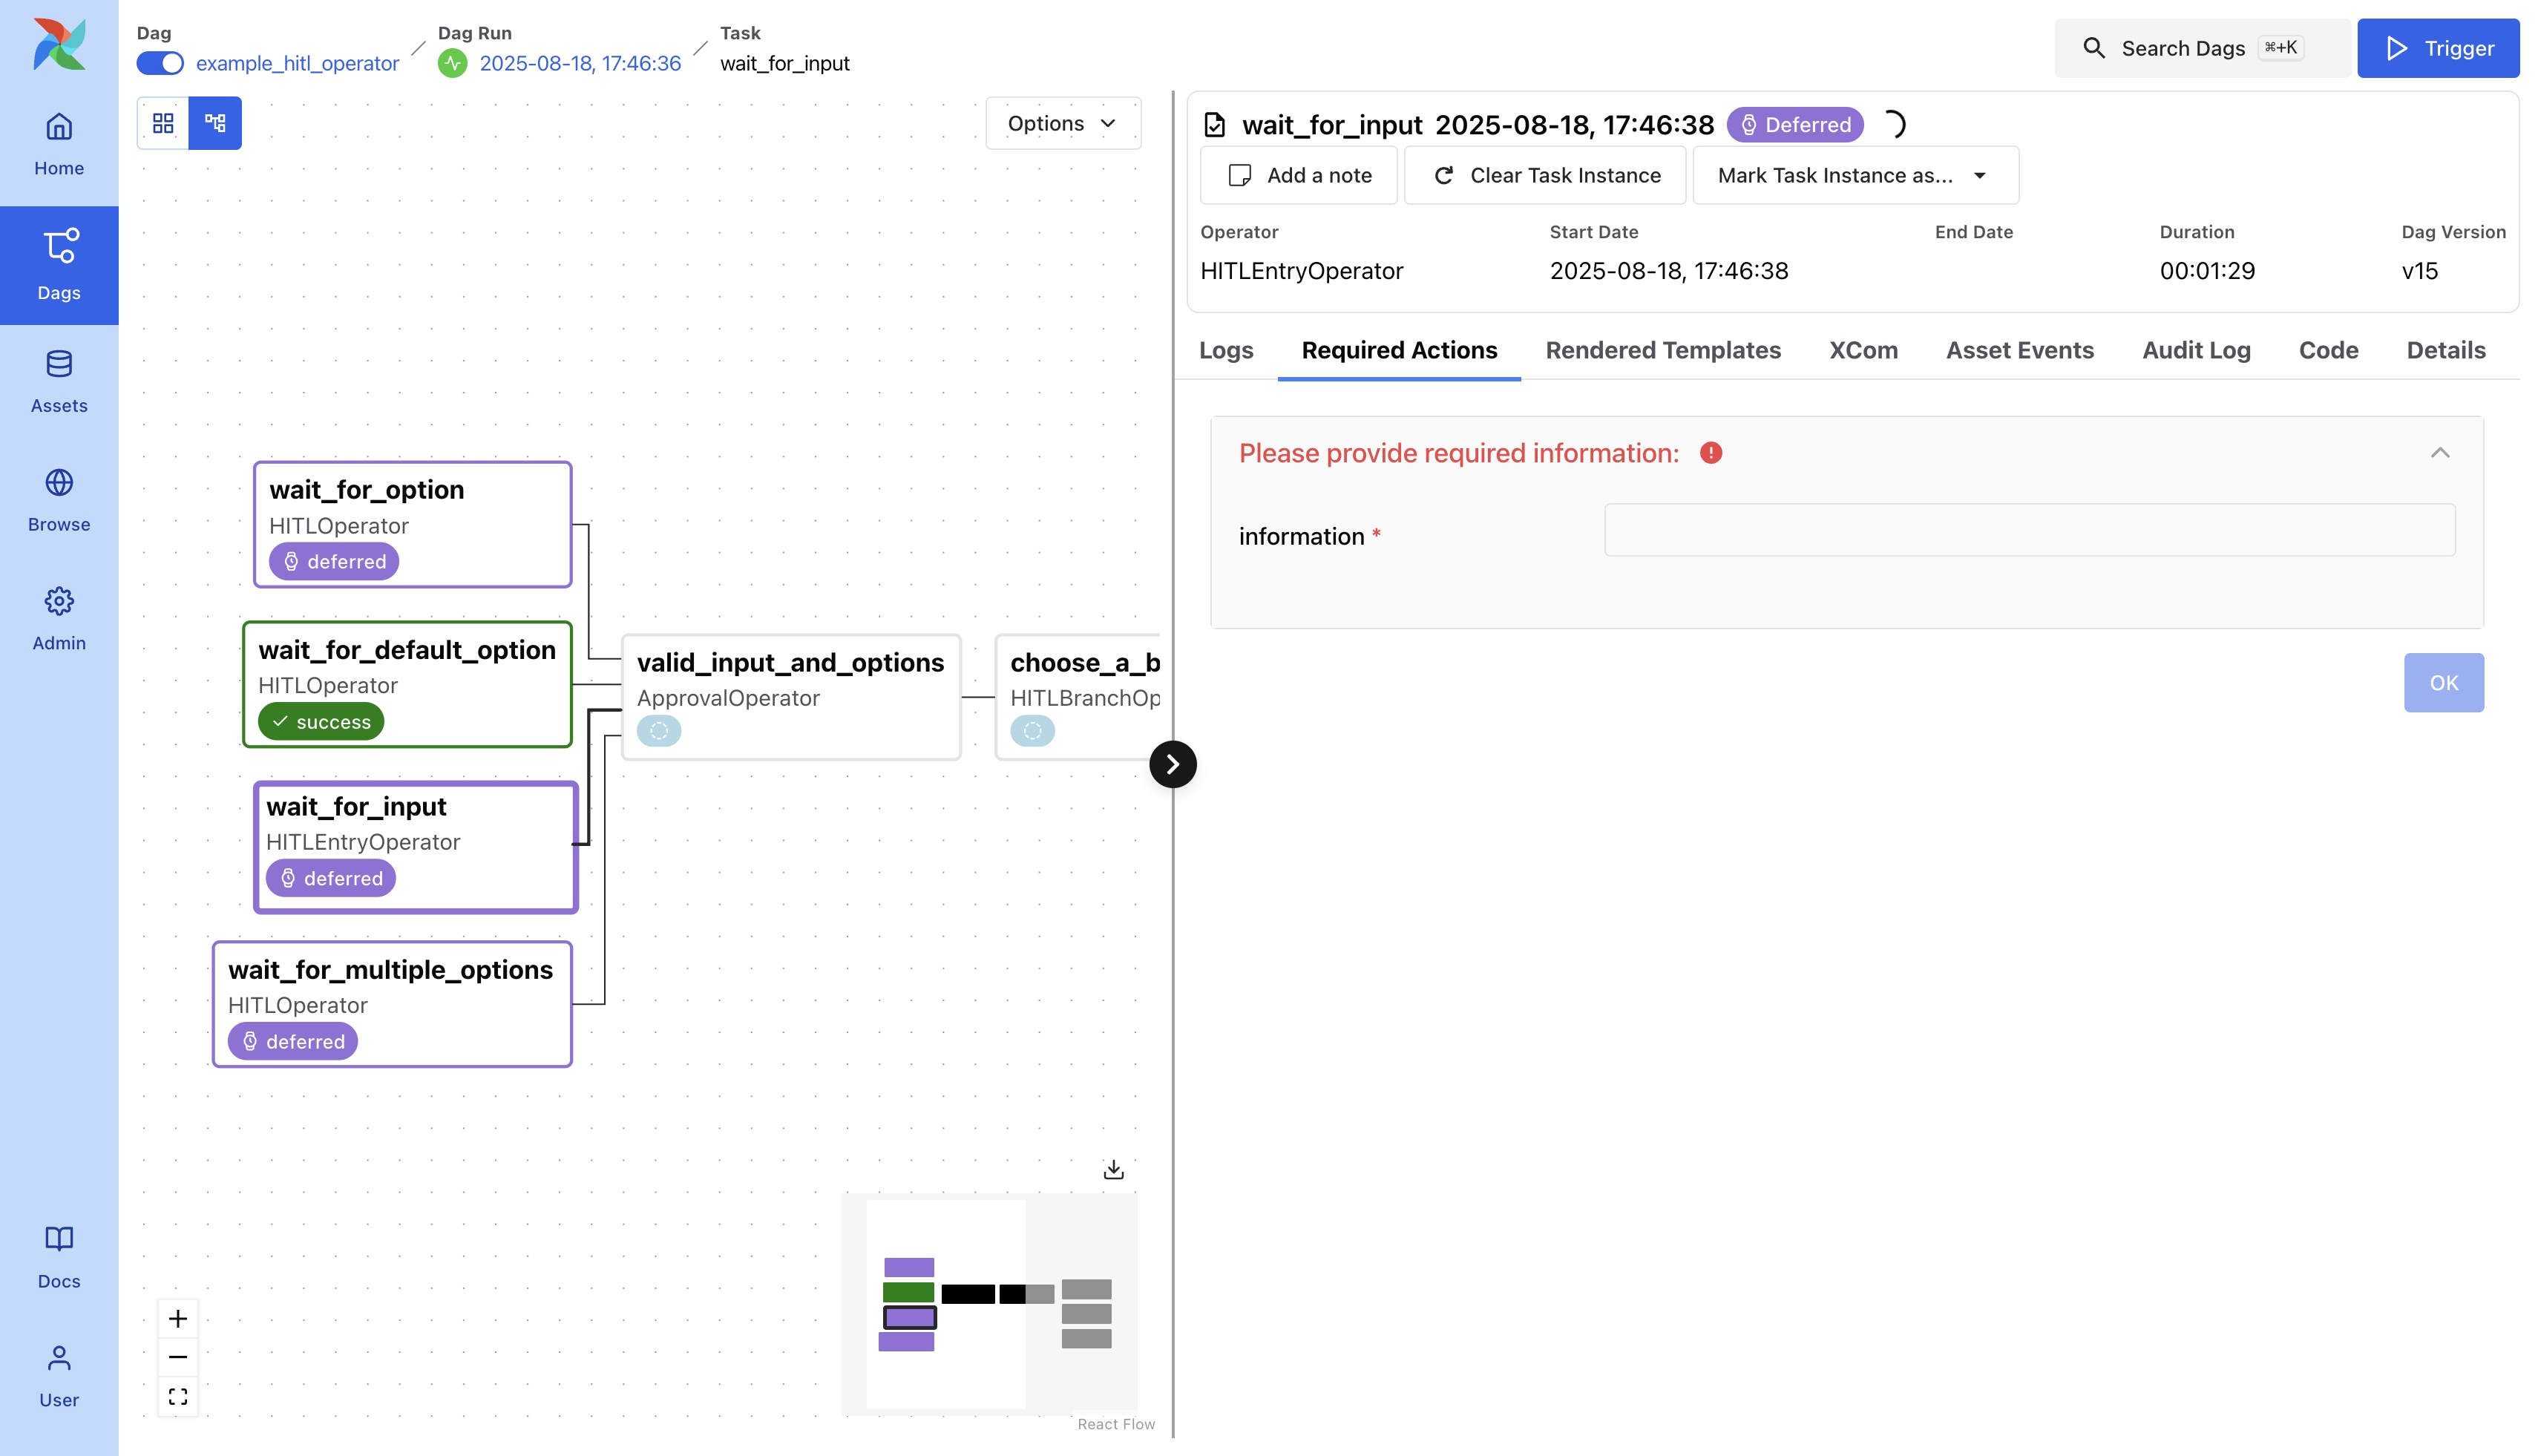 Dag
example_hitl_operator
Dag Run
2025-08-18, 17:46:36
Task
wait_for_input
Search Dags ⌘+K
Trigger
Home
Dags
Assets
Browse
Admin
Docs
User
Options
wait_for_option
HITLOperator
deferred
wait_for_default_option
HITLOperator
success
wait_for_input
HITLEntryOperator
deferred
wait_for_multiple_options
HITLOperator
deferred
valid_input_and_options
ApprovalOperator
choose_a_b
HITLBranchOp
React Flow
wait_for_input 2025-08-18, 17:46:38 Deferred
Add a note
Clear Task Instance
Mark Task Instance as...
Operator Start Date End Date Duration Dag Version
HITLEntryOperator 2025-08-18, 17:46:38 00:01:29 v15
Logs Required Actions Rendered Templates XCom Asset Events Audit Log Code Details
Please provide required information:
information *
OK